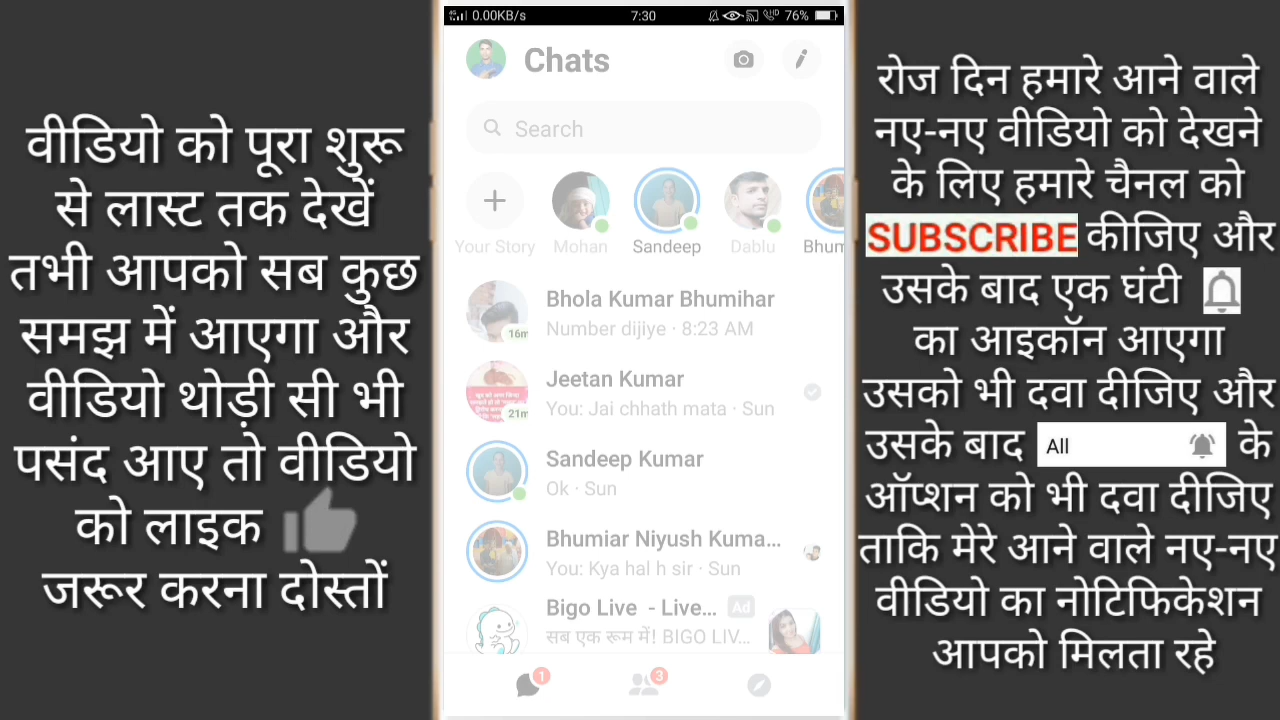 वीडियो को पूरा शुरू
से लास्ट तक देखें
तभी आपको सब कुछ
समझ में आएगा और
वीडियो थोड़ी सी भी
पसंद आए तो वीडियो
को लाइक
जरूर करना दोस्तों
4G 0.00KB/s 7:30 HD 76%
Chats
Search
Your Story Mohan Sandeep Dablu Bhum
Bhola Kumar Bhumihar
Number dijiye · 8:23 AM
16m
Jeetan Kumar
You: Jai chhath mata · Sun
21m
Sandeep Kumar
Ok · Sun
Bhumiar Niyush Kuma...
You: Kya hal h sir · Sun
Bigo Live - Live... Ad
सब एक रूम में! BIGO LIV...
1 3
रोज दिन हमारे आने वाले
नए-नए वीडियो को देखने
के लिए हमारे चैनल को
SUBSCRIBE कीजिए और
उसके बाद एक घंटी
का आइकॉन आएगा
उसको भी दवा दीजिए और
उसके बाद All के
ऑप्शन को भी दवा दीजिए
ताकि मेरे आने वाले नए-नए
वीडियो का नोटिफिकेशन
आपको मिलता रहे